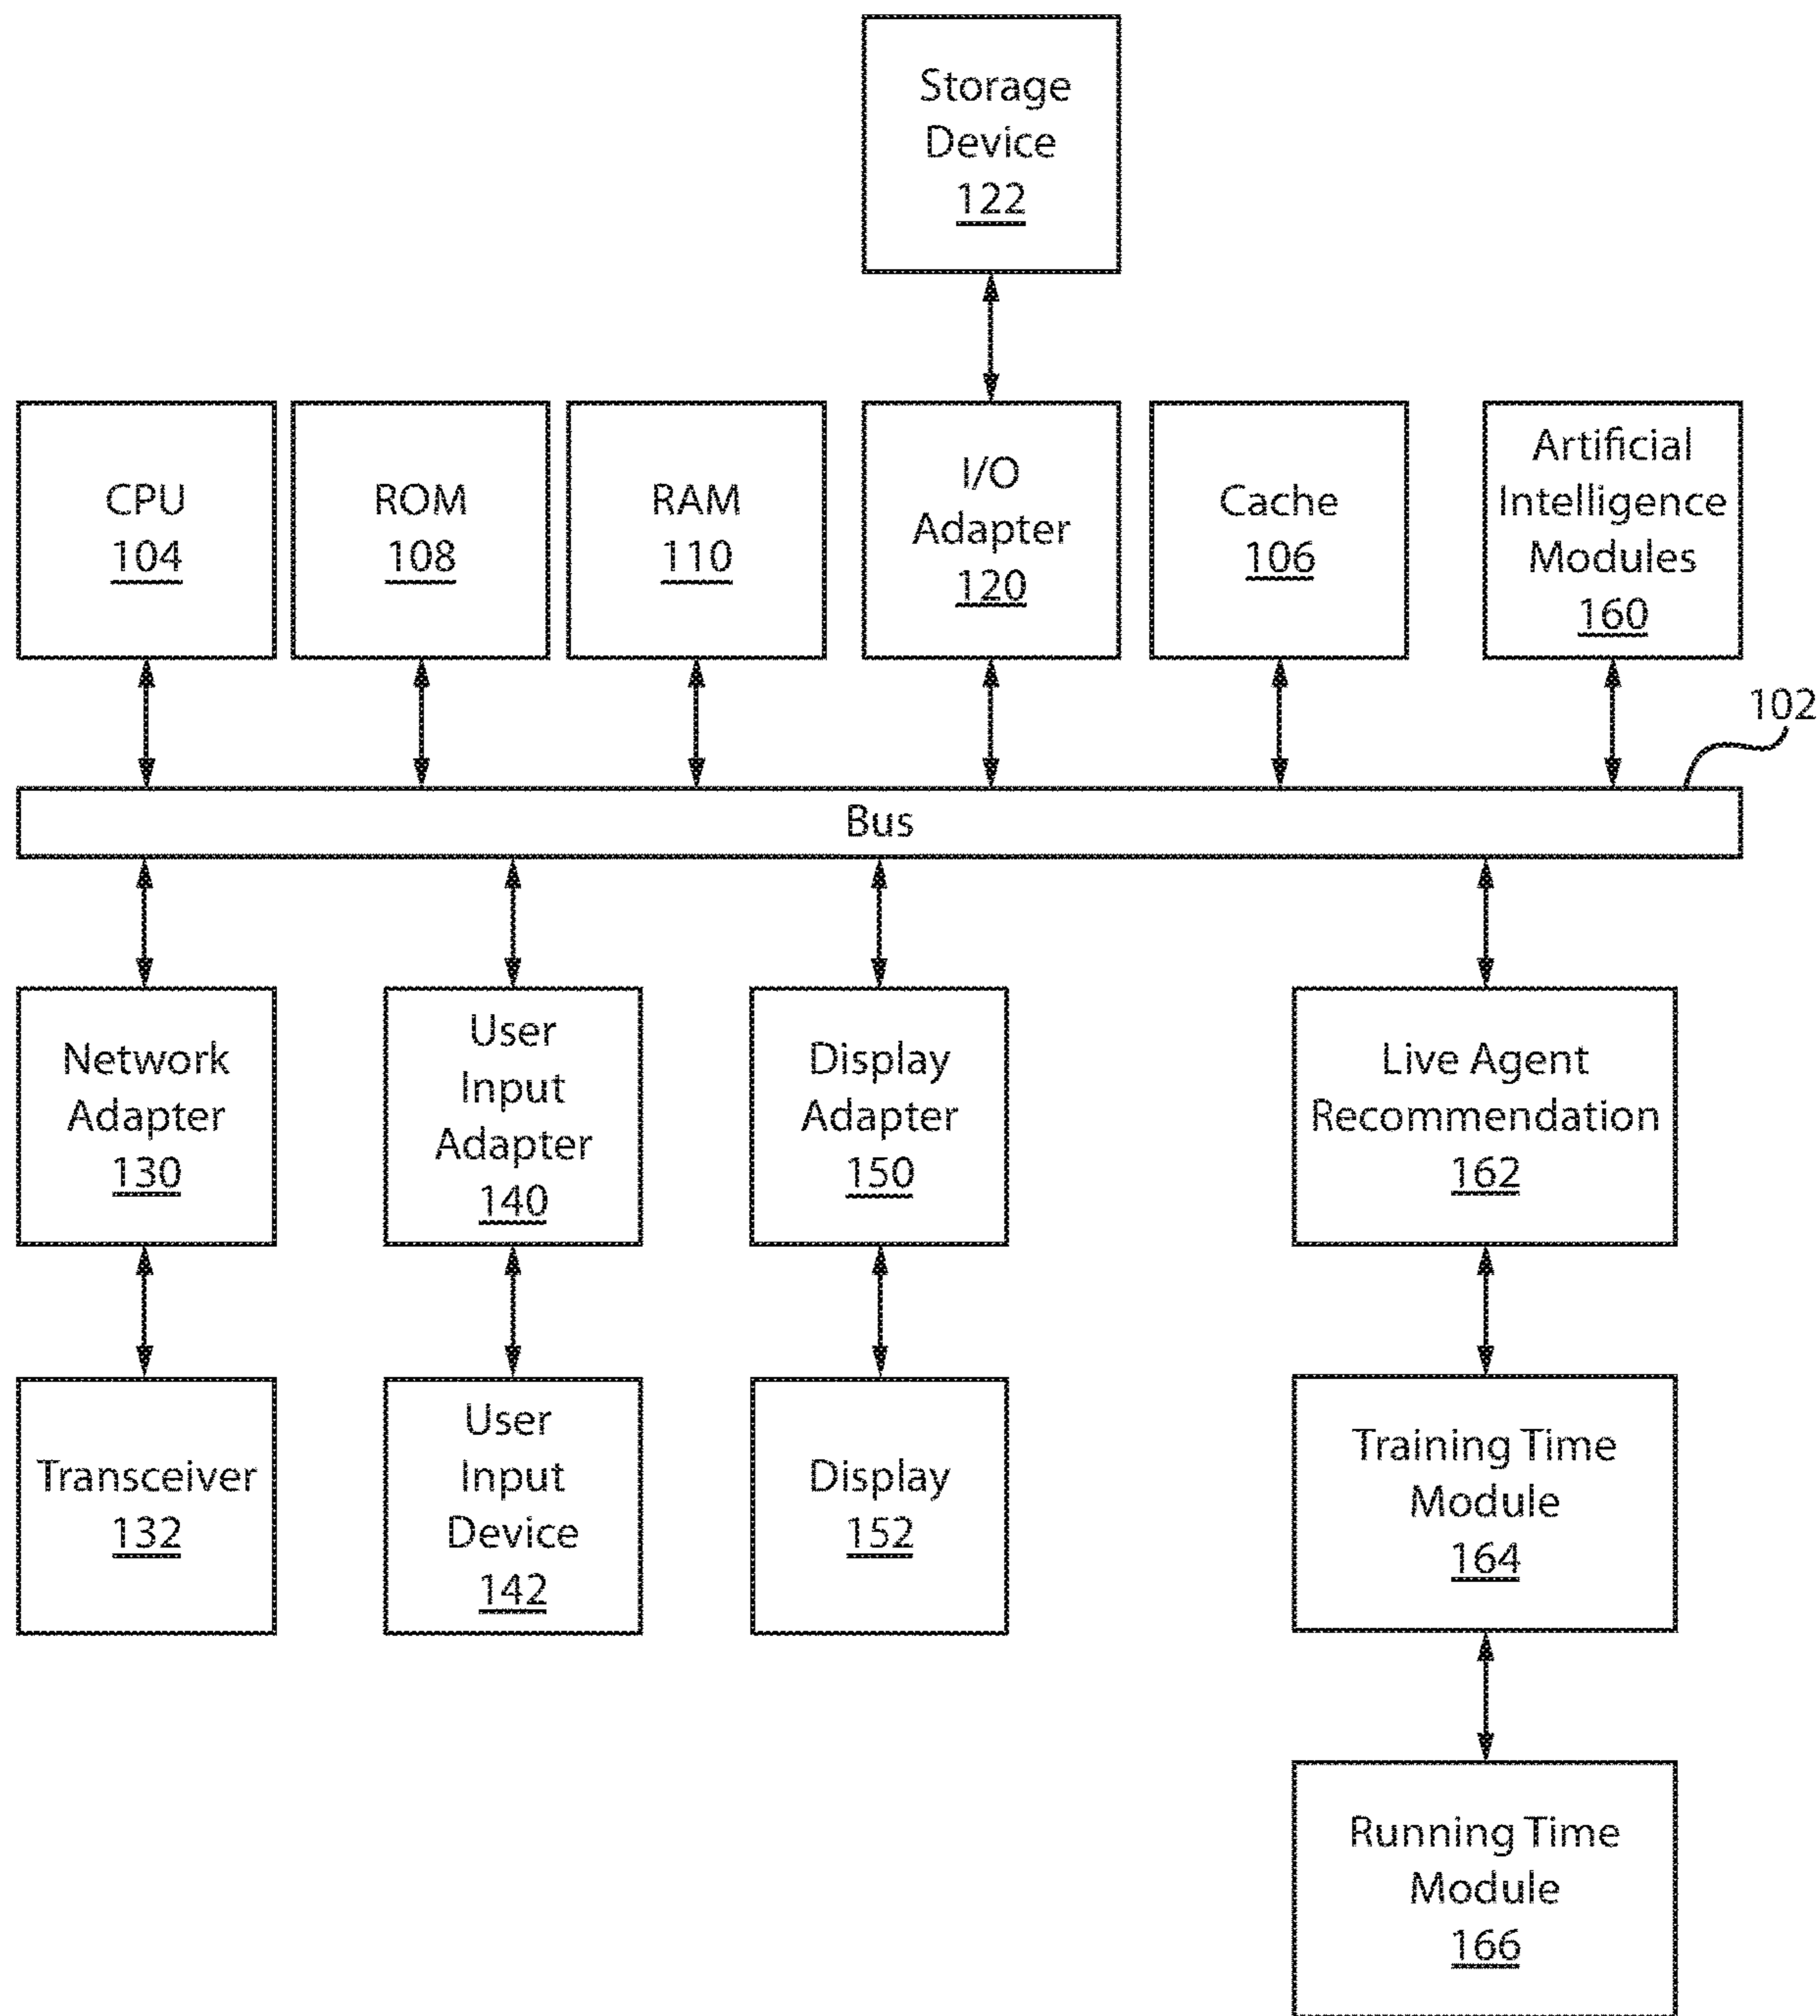 Storage
Device
122
CPU
104
ROM
108
RAM
110
I/O
Adapter
120
Cache
106
Artificial
Intelligence
Modules
160
102
Bus
Network
Adapter
130
User
Input
Adapter
140
Display
Adapter
150
Live Agent
Recommendation
162
Transceiver
132
User
Input
Device
142
Display
152
Training Time
Module
164
Running Time
Module
166